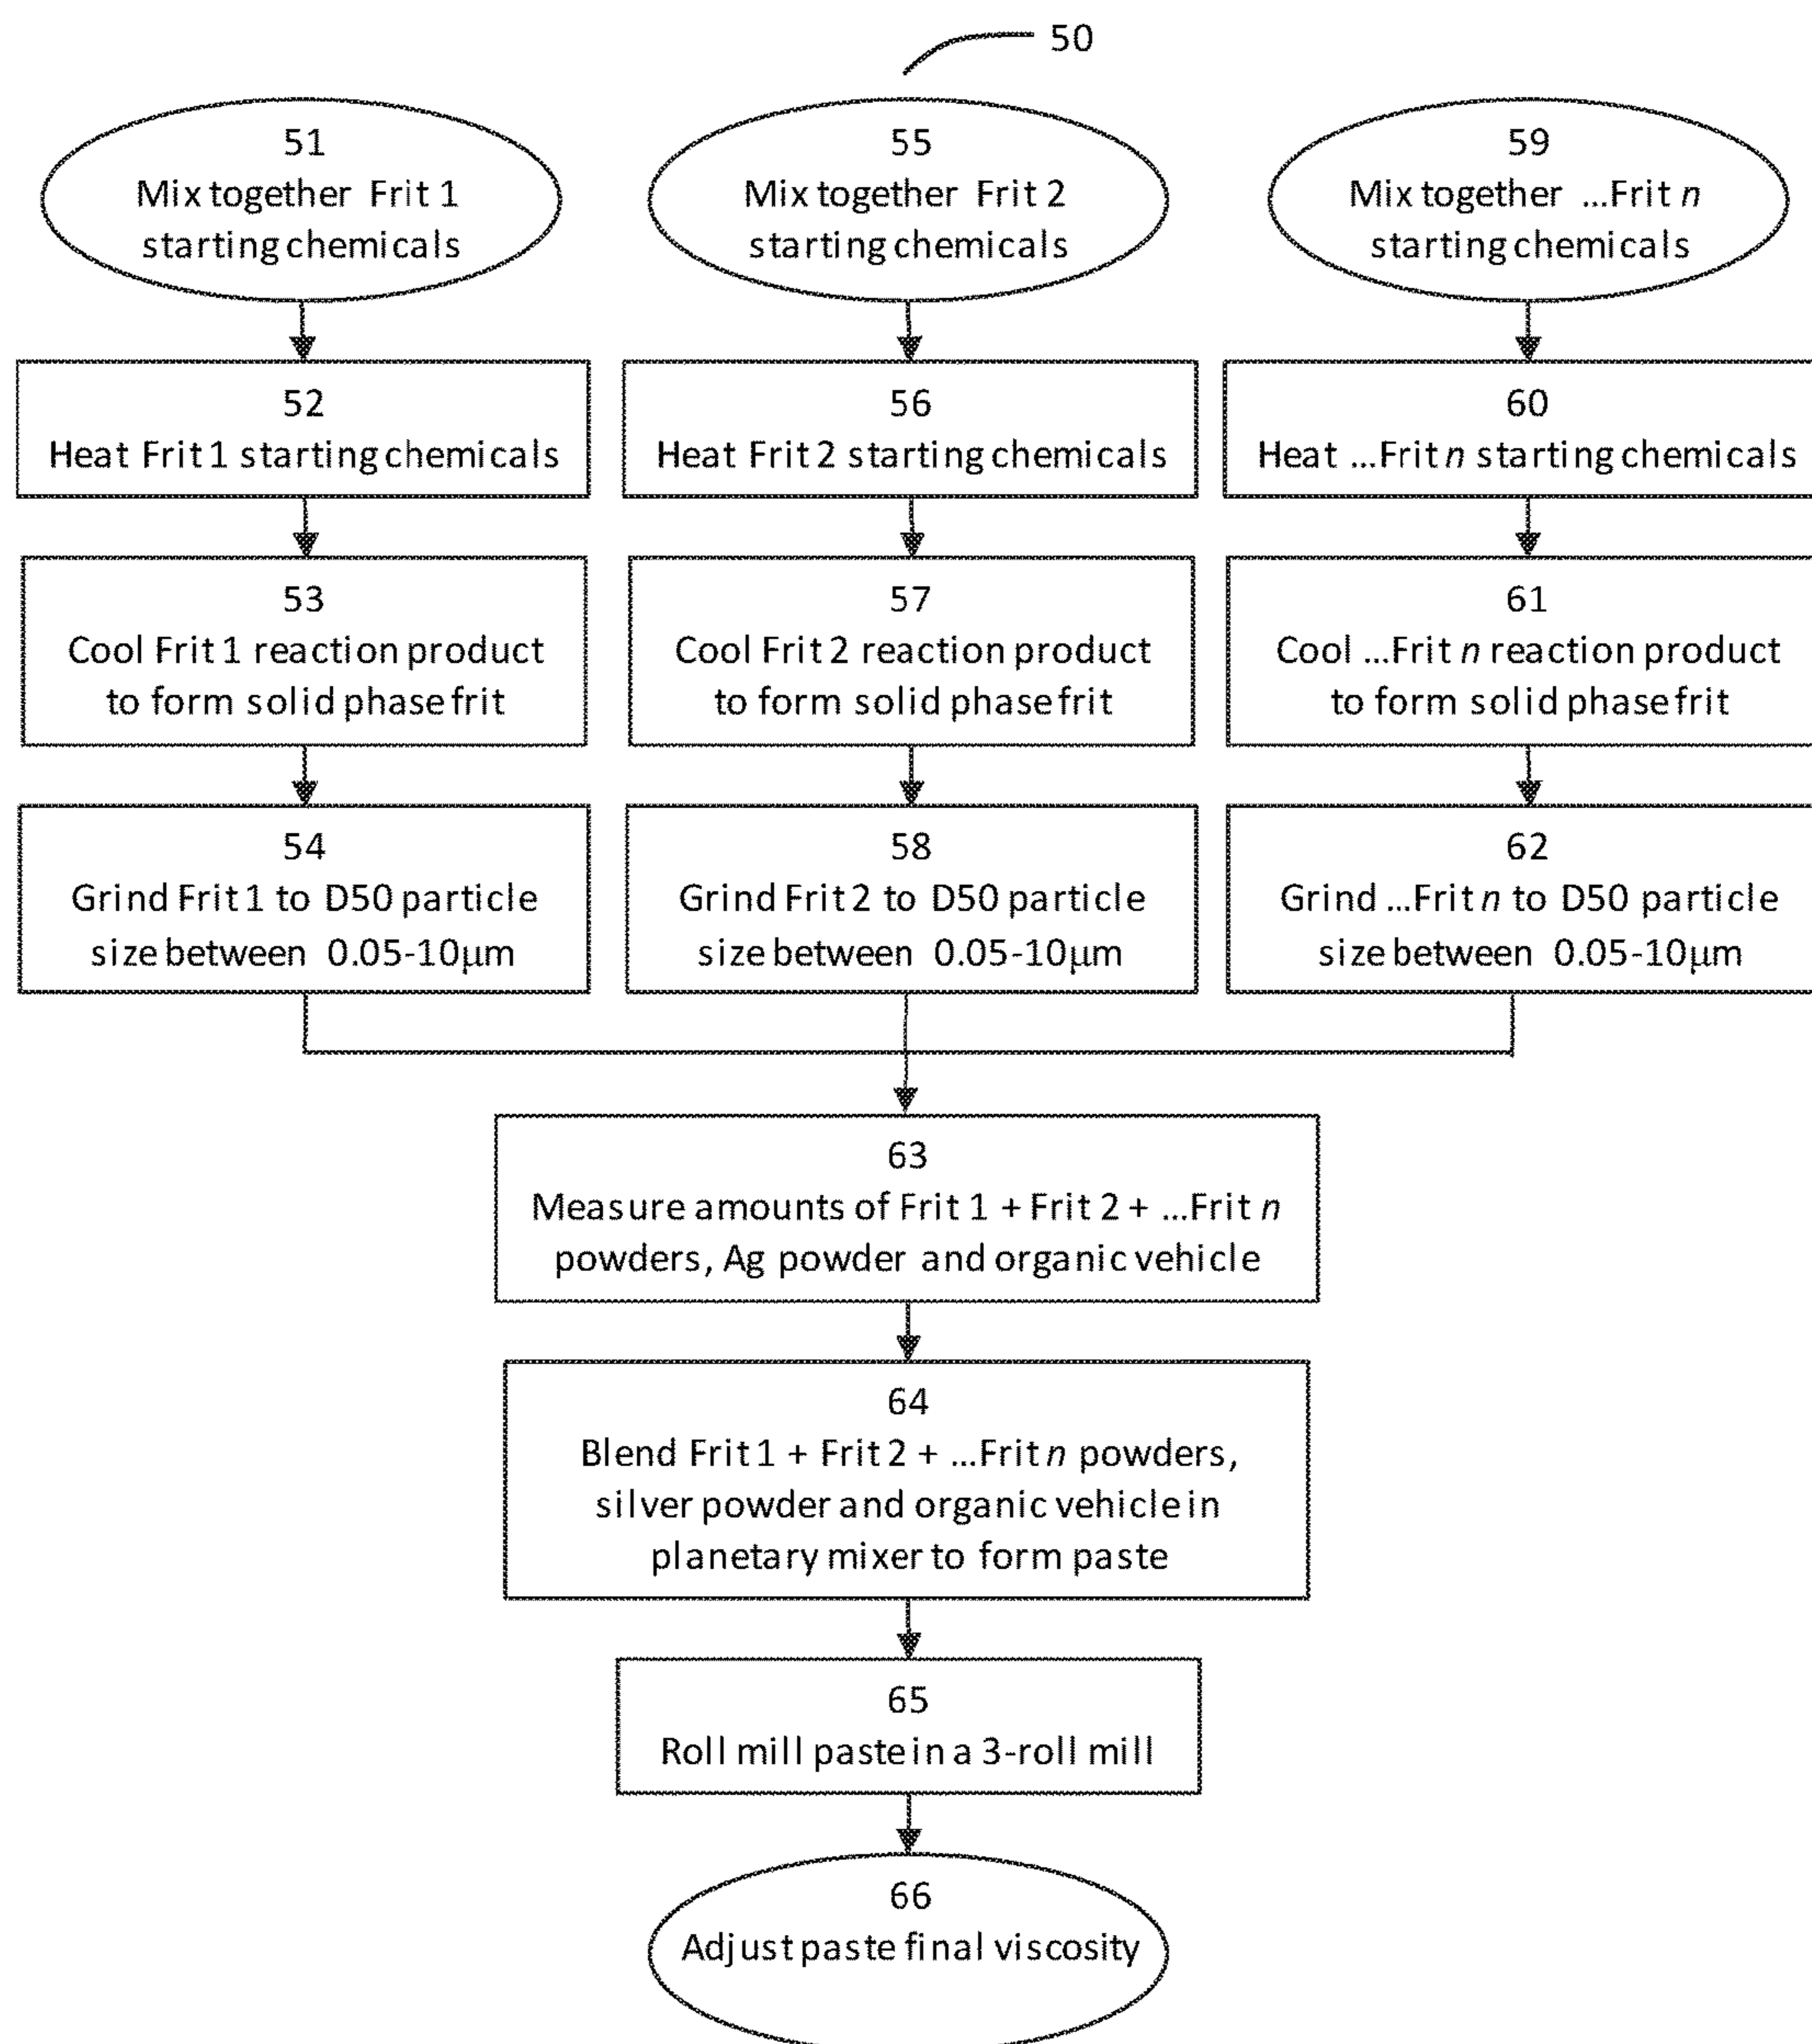 50
51
Mix together Frit 1
starting chemicals
52
Heat Frit 1 starting chemicals
53
Cool Frit 1 reaction product
to form solid phase frit
54
Grind Frit 1 to D50 particle
size between 0.05-10μm
55
Mix together Frit 2
starting chemicals
56
Heat Frit 2 starting chemicals
57
Cool Frit 2 reaction product
to form solid phase frit
58
Grind Frit 2 to D50 particle
size between 0.05-10μm
59
Mix together ...Frit n
starting chemicals
60
Heat ...Frit n starting chemicals
61
Cool ...Frit n reaction product
to form solid phase frit
62
Grind ...Frit n to D50 particle
size between 0.05-10μm
63
Measure amounts of Frit 1 + Frit 2 + ...Frit n
powders, Ag powder and organic vehicle
64
Blend Frit 1 + Frit 2 + ...Frit n powders,
silver powder and organic vehicle in
planetary mixer to form paste
65
Roll mill paste in a 3-roll mill
66
Adjust paste final viscosity